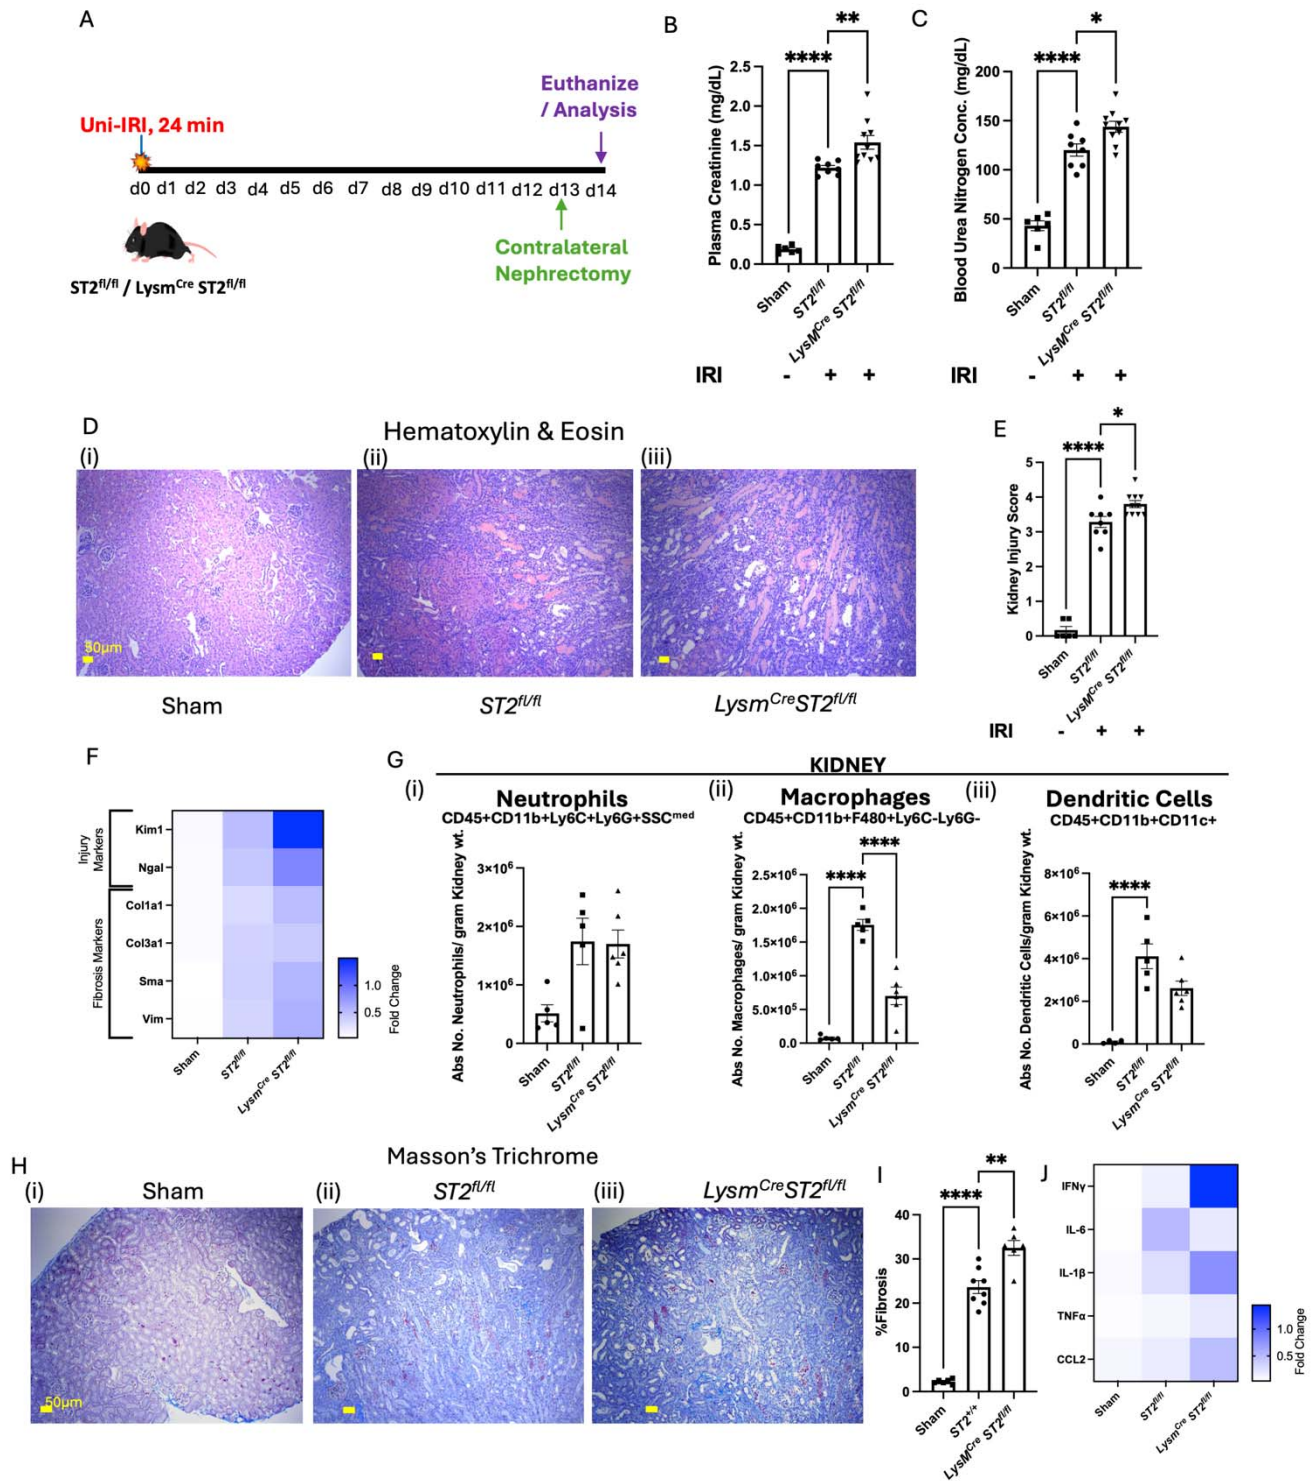 A
Euthanize
/ Analysis
Uni-IRI, 24 min
d0 d1 d2 d3 d4 d5 d6 d7 d8 d9 d10 d11 d12 d13 d14
Contralateral
Nephrectomy
ST2fl/fl / LysmCre ST2fl/fl
B
**
****
Plasma Creatinine (mg/dL)
2.5
2.0
1.5
1.0
0.5
0.0
Sham
ST2fl/fl
LysMCre ST2fl/fl
IRI - + +
C
*
****
Blood Urea Nitrogen Conc. (mg/dL)
200
150
100
50
0
Sham
ST2fl/fl
LysMCre ST2fl/fl
IRI - + +
D
Hematoxylin & Eosin
(i) (ii) (iii)
50µm
Sham
ST2fl/fl
LysmCreST2fl/fl
E
*
****
Kidney Injury Score
5
4
3
2
1
0
Sham
ST2fl/fl
LysMCre ST2fl/fl
IRI - + +
F
Injury
Markers
Fibrosis Markers
Kim1
Ngal
Col1a1
Col3a1
Sma
Vim
Sham
ST2fl/fl
LysmCre ST2fl/fl
1.0
0.5
Fold Change
G
KIDNEY
(i)
Neutrophils
CD45+CD11b+Ly6C+Ly6G+SSCmed
Abs No. Neutrophils/ gram Kidney wt.
3×106
2×106
1×106
0
Sham
ST2fl/fl
LysmCre ST2fl/fl
(ii)
Macrophages
CD45+CD11b+F480+Ly6C-Ly6G-
****
****
Abs No. Macrophages/ gram Kidney wt.
2.5×106
2.0×106
1.5×106
1.0×106
5.0×105
0.0
Sham
ST2fl/fl
LysmCre ST2fl/fl
(iii)
Dendritic Cells
CD45+CD11b+CD11c+
****
Abs No. Dendritic Cells/gram Kidney wt.
8×106
6×106
4×106
2×106
0
Sham
ST2fl/fl
LysmCre ST2fl/fl
H
Masson's Trichrome
(i) Sham
(ii) ST2fl/fl
(iii) LysmCreST2fl/fl
50µm
I
**
****
%Fibrosis
40
30
20
10
0
Sham
ST2+/+
LysMCre ST2fl/fl
J
IFNγ
IL-6
IL-1β
TNFα
CCL2
Sham
ST2fl/fl
LysmCre ST2fl/fl
1.0
0.5
Fold Change